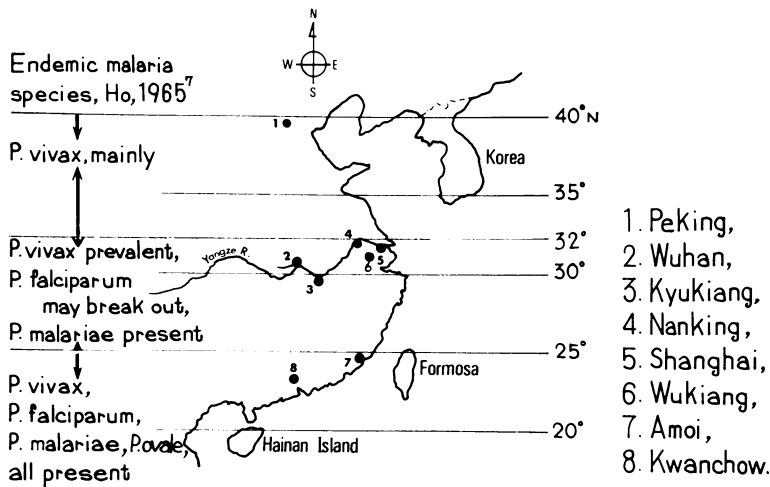 N
W E
S
Endemic malaria
species, Ho, 1965⁷
40°N
1
P. vivax, mainly
Korea
35°
32°
P. vivax prevalent,
Yangze R.
4
5
6
2
30°
P. falciparum
3
may break out,
P. malariae present
25°
7
8
Formosa
P. vivax,
P. falciparum,
P. malariae, P.ovale,
20°
Hainan Island
all present
1. Peking,
2. Wuhan,
3. Kyukiang,
4. Nanking,
5. Shanghai,
6. Wukiang,
7. Amoi,
8. Kwanchow.